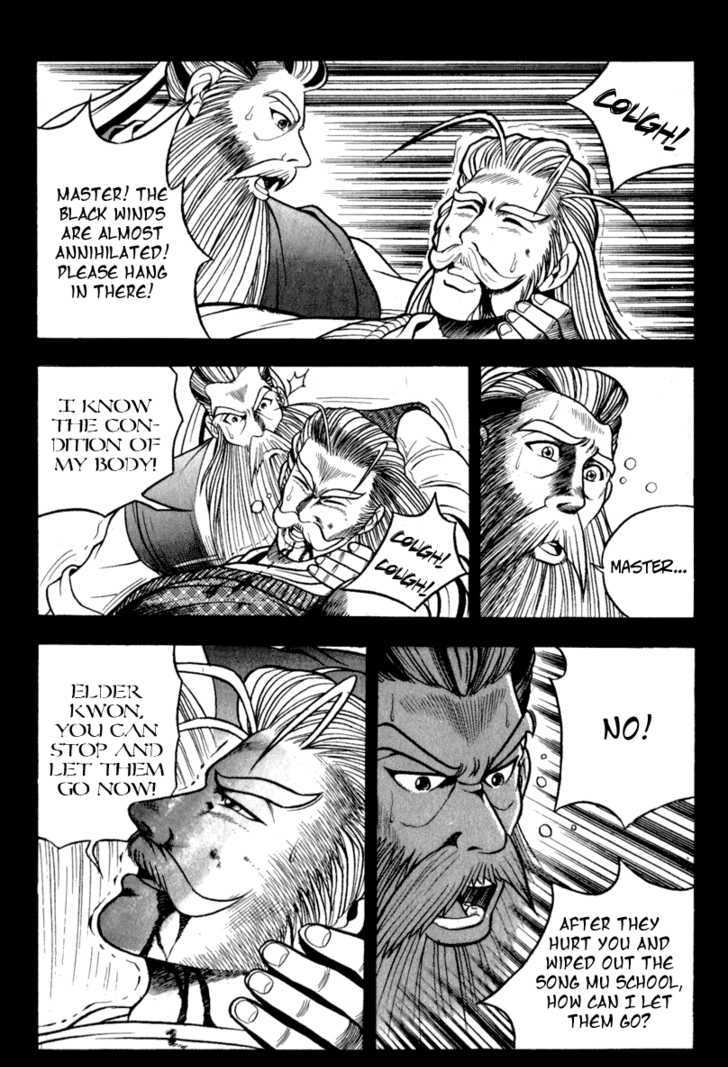 COUGH!
MASTER! THE
BLACK WINDS
ARE ALMOST
ANNIHILATED!
PLEASE HANG
IN THERE!
I KNOW
THE CON-
DITION OF
MY BODY!
COUGH!
COUGH!
MASTER...
ELDER
KWON,
YOU CAN
STOP AND
LET THEM
GO NOW!
NO!
AFTER THEY
HURT YOU AND
WIPED OUT THE
SONG MU SCHOOL,
HOW CAN I LET
THEM GO?